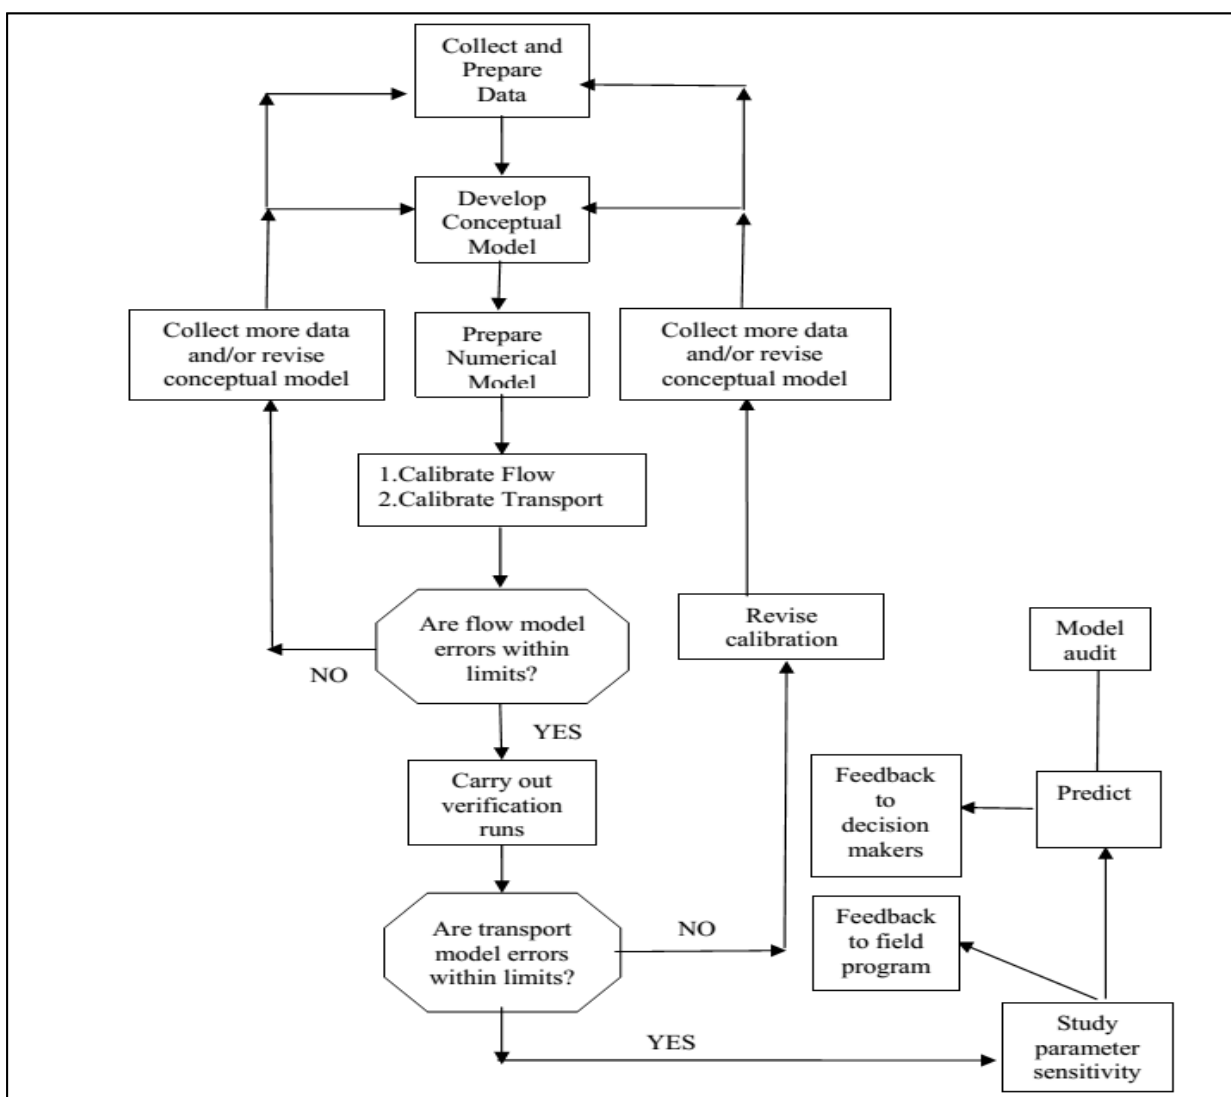 Collect and
Prepare
Data
Develop
Conceptual
Model
Collect more data
and/or revise
conceptual model
Prepare
Numerical
Model
Collect more data
and/or revise
conceptual model
1.Calibrate Flow
2.Calibrate Transport
Are flow model
errors within
limits?
NO
YES
Revise
calibration
Model
audit
Carry out
verification
runs
Feedback
to
decision
makers
Predict
Are transport
model errors
within limits?
NO
Feedback
to field
program
YES
Study
parameter
sensitivity